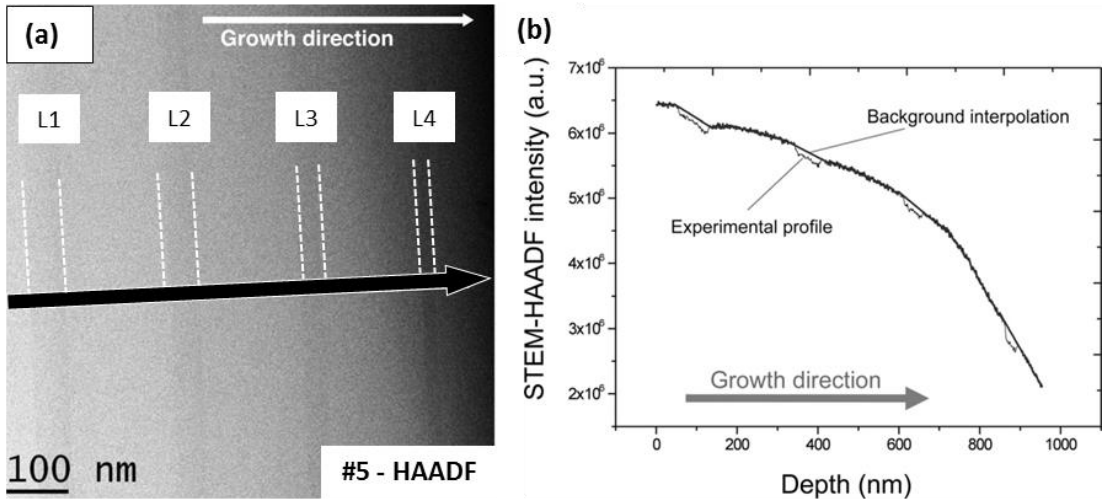 (a)
Growth direction
L1
L2
L3
L4
100 nm
#5 - HAADF
(b)
STEM-HAADF intensity (a.u.)
7x10⁶
6x10⁶
5x10⁶
4x10⁶
3x10⁶
2x10⁶
Background interpolation
Experimental profile
Growth direction
0 200 400 600 800 1000
Depth (nm)